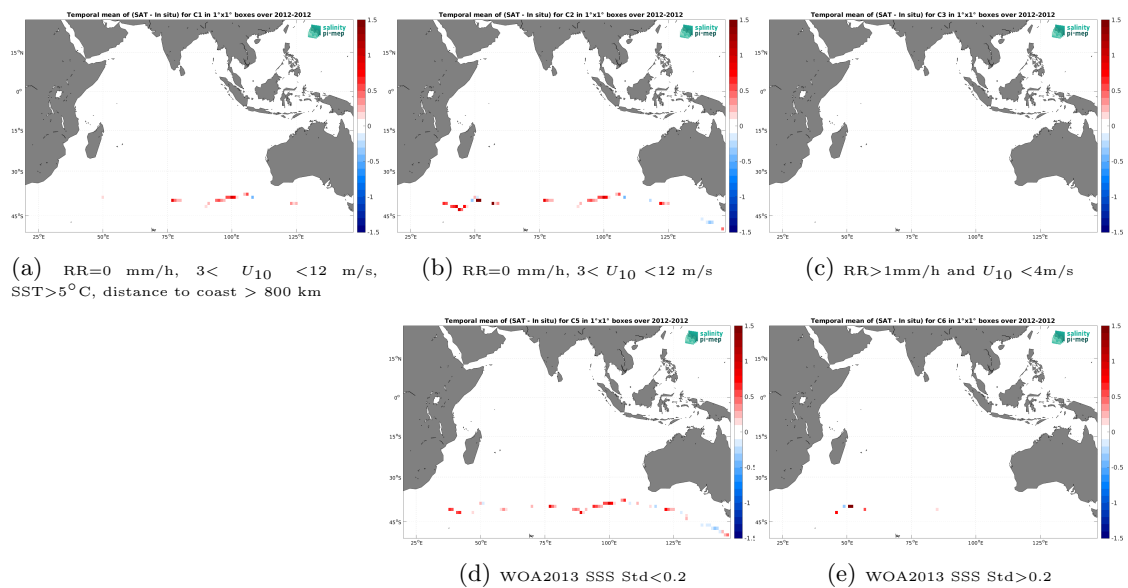 Temporal mean of (SAT - In situ) for C1 in 1°x1° boxes over 2012-2012
salinity
pi-mep
15°N
0°
15°S
30°S
45°S
25°E 50°E 75°E 100°E 125°E
1.5
1
0.5
0
-0.5
-1
-1.5
(a) RR=0 mm/h, 3< U10 <12 m/s,
SST>5°C, distance to coast > 800 km
Temporal mean of (SAT - In situ) for C2 in 1°x1° boxes over 2012-2012
salinity
pi-mep
15°N
0°
15°S
30°S
45°S
25°E 50°E 75°E 100°E 125°E
1.5
1
0.5
0
-0.5
-1
-1.5
(b) RR=0 mm/h, 3< U10 <12 m/s
Temporal mean of (SAT - In situ) for C3 in 1°x1° boxes over 2012-2012
salinity
pi-mep
15°N
0°
15°S
30°S
45°S
25°E 50°E 75°E 100°E 125°E
1.5
1
0.5
0
-0.5
-1
-1.5
(c) RR>1mm/h and U10 <4m/s
Temporal mean of (SAT - In situ) for C5 in 1°x1° boxes over 2012-2012
salinity
pi-mep
15°N
0°
15°S
30°S
45°S
25°E 50°E 75°E 100°E 125°E
1.5
1
0.5
0
-0.5
-1
-1.5
(d) WOA2013 SSS Std<0.2
Temporal mean of (SAT - In situ) for C6 in 1°x1° boxes over 2012-2012
salinity
pi-mep
15°N
0°
15°S
30°S
45°S
25°E 50°E 75°E 100°E 125°E
1.5
1
0.5
0
-0.5
-1
-1.5
(e) WOA2013 SSS Std>0.2